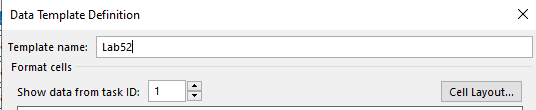 Data Template Definition
Template name: Lab52
Format cells
Show data from task ID: 1 Cell Layout...